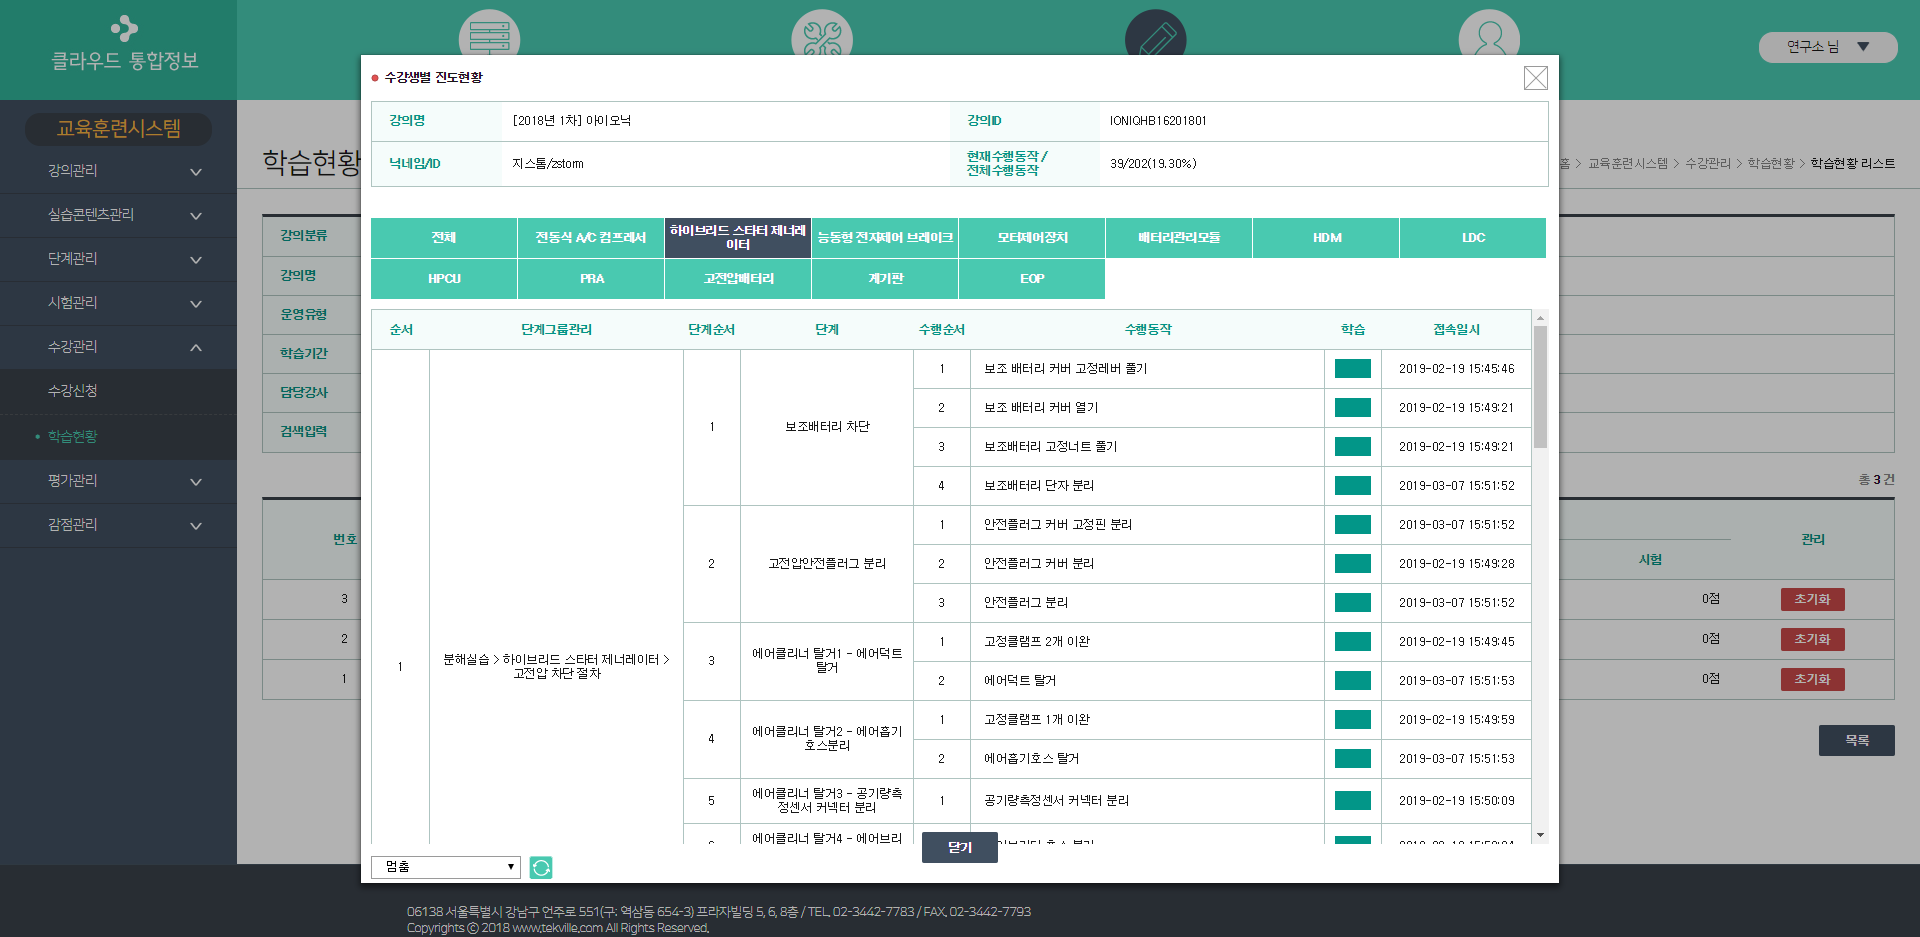 클라우드 통합정보
연구소 님 ▼
교육훈련시스템
강의관리
실습콘텐츠관리
단계관리
시험관리
수강관리
수강신청
• 학습현황
평가관리
감점관리
학습현황
홈 > 교육훈련시스템 > 수강관리 > 학습현황 > 학습현황 리스트
강의분류
강의명
운영유형
학습기간
담당강사
검색입력
총 3 건
번호
시험
관리
3
0점
초기화
2
0점
초기화
1
0점
초기화
목록
수강생별 진도현황
강의명 [2018년 1차] 아이오닉 강의ID IONIQHB16201801
닉네임/ID 지스톰/zstorm 현재수행동작 /
전체수행동작 39/202(19.30%)
전체 전동식 A/C 컴프레서 하이브리드 스타터 제너레
이터 능동형 전자제어 브레이크 모터제어장치 배터리관리모듈 HDM LDC
HPCU PRA 고전압배터리 계기판 EOP
순서 단계그룹관리 단계순서 단계 수행순서 수행동작 학습 접속일시
1
분해실습 > 하이브리드 스타터 제너레이터 >
고전압 차단 절차
1 보조배터리 차단
1 보조 배터리 커버 고정레버 풀기 2019-02-19 15:45:46
2 보조 배터리 커버 열기 2019-02-19 15:49:21
3 보조배터리 고정너트 풀기 2019-02-19 15:49:21
4 보조배터리 단자 분리 2019-03-07 15:51:52
2 고전압안전플러그 분리
1 안전플러그 커버 고정핀 분리 2019-03-07 15:51:52
2 안전플러그 커버 분리 2019-02-19 15:49:28
3 안전플러그 분리 2019-03-07 15:51:52
3 에어클리너 탈거1 - 에어덕트
탈거
1 고정클램프 2개 이완 2019-02-19 15:49:45
2 에어덕트 탈거 2019-03-07 15:51:53
4 에어클리너 탈거2 - 에어흡기
호스분리
1 고정클램프 1개 이완 2019-02-19 15:49:59
2 에어흡기호스 탈거 2019-03-07 15:51:53
5 에어클리너 탈거3 - 공기량측
정센서 커넥터 분리
1 공기량측정센서 커넥터 분리 2019-02-19 15:50:09
에어클리너 탈거4 - 에어브리
닫기
멈춤 ▼
06138 서울특별시 강남구 언주로 551(구: 역삼동 654-3) 프라자빌딩 5, 6, 8층 / TEL. 02-3442-7783 / FAX. 02-3442-7793
Copyrights ⓒ 2018 www.tekville.com All Rights Reserved.